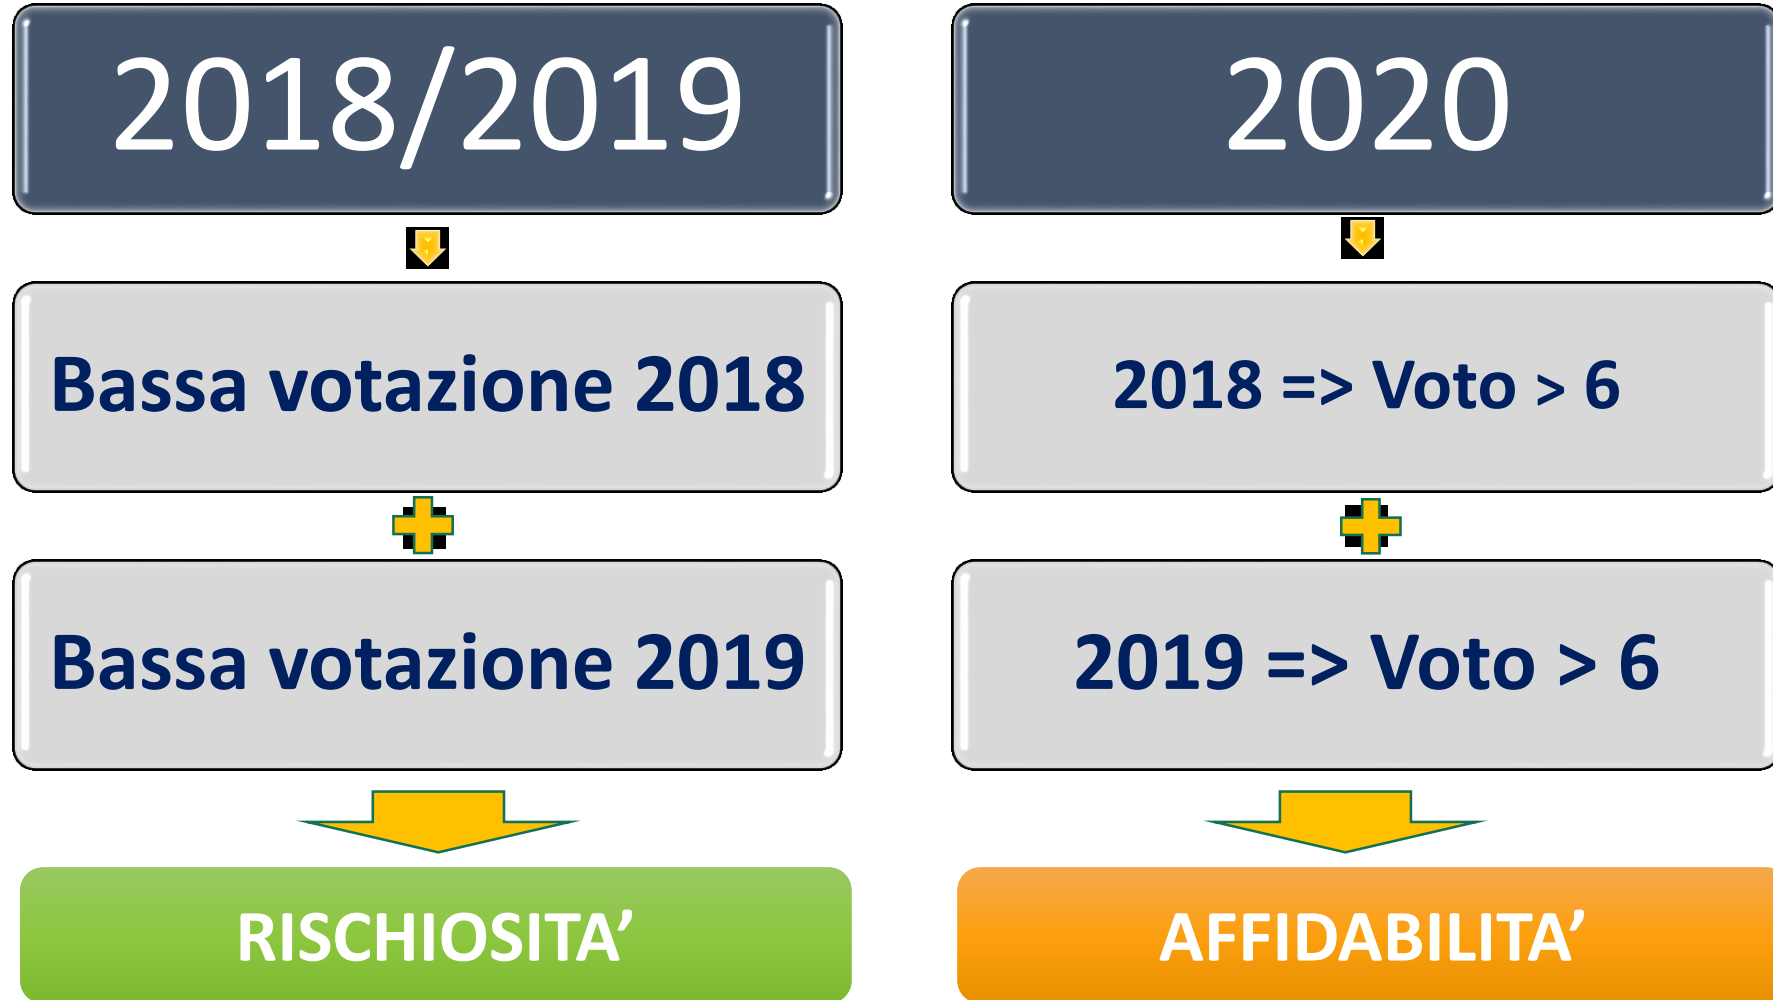 2018/2019
Bassa votazione 2018
Bassa votazione 2019
RISCHIOSITA’
2020
2018 => Voto > 6
2019 => Voto > 6
AFFIDABILITA’